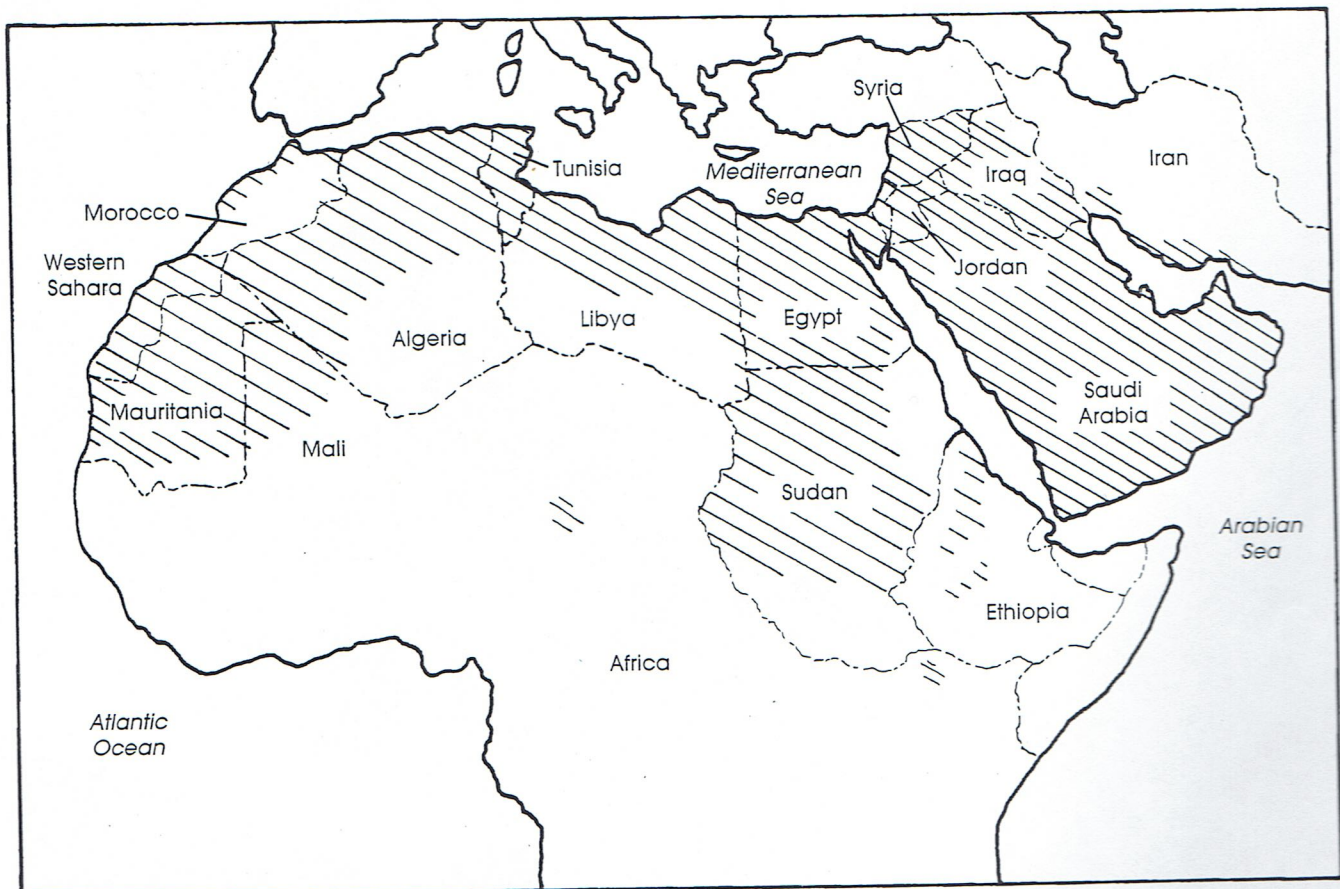 Syria
Iran
Tunisia
Mediterranean
Sea
Iraq
Morocco
Western
Sahara
Jordan
Algeria
Libya
Egypt
Saudi
Arabia
Mauritania
Mali
Sudan
Arabian
Sea
Ethiopia
Africa
Atlantic
Ocean